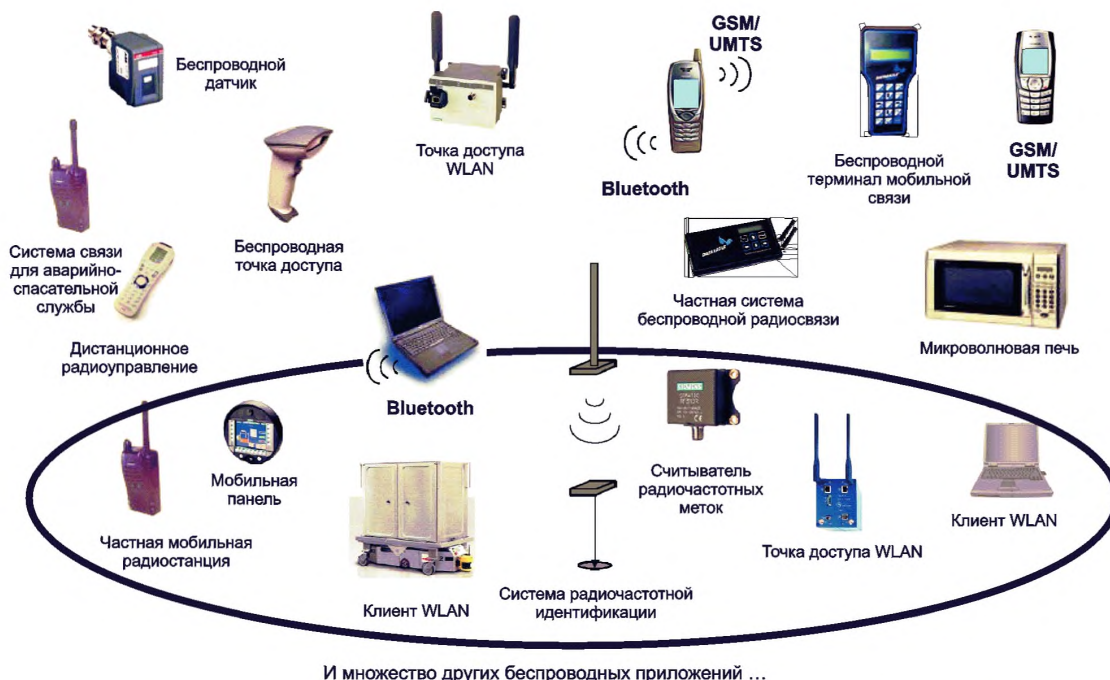 GSM/
UMTS
Беспроводной
датчик
Точка доступа
WLAN
Bluetooth
Беспроводной
терминал мобильной
связи
GSM/
UMTS
Система связи
для аварийно-
спасательной
службы
Беспроводная
точка доступа
Частная система
беспроводной радиосвязи
Микроволновая печь
Дистанционное
радиоуправление
Bluetooth
SIEMENS
Мобильная
панель
Считыватель
радиочастотных
меток
Частная мобильная
радиостанция
Клиент WLAN
Система радиочастотной
идентификации
Точка доступа WLAN
Клиент WLAN
И множество других беспроводных приложений ...